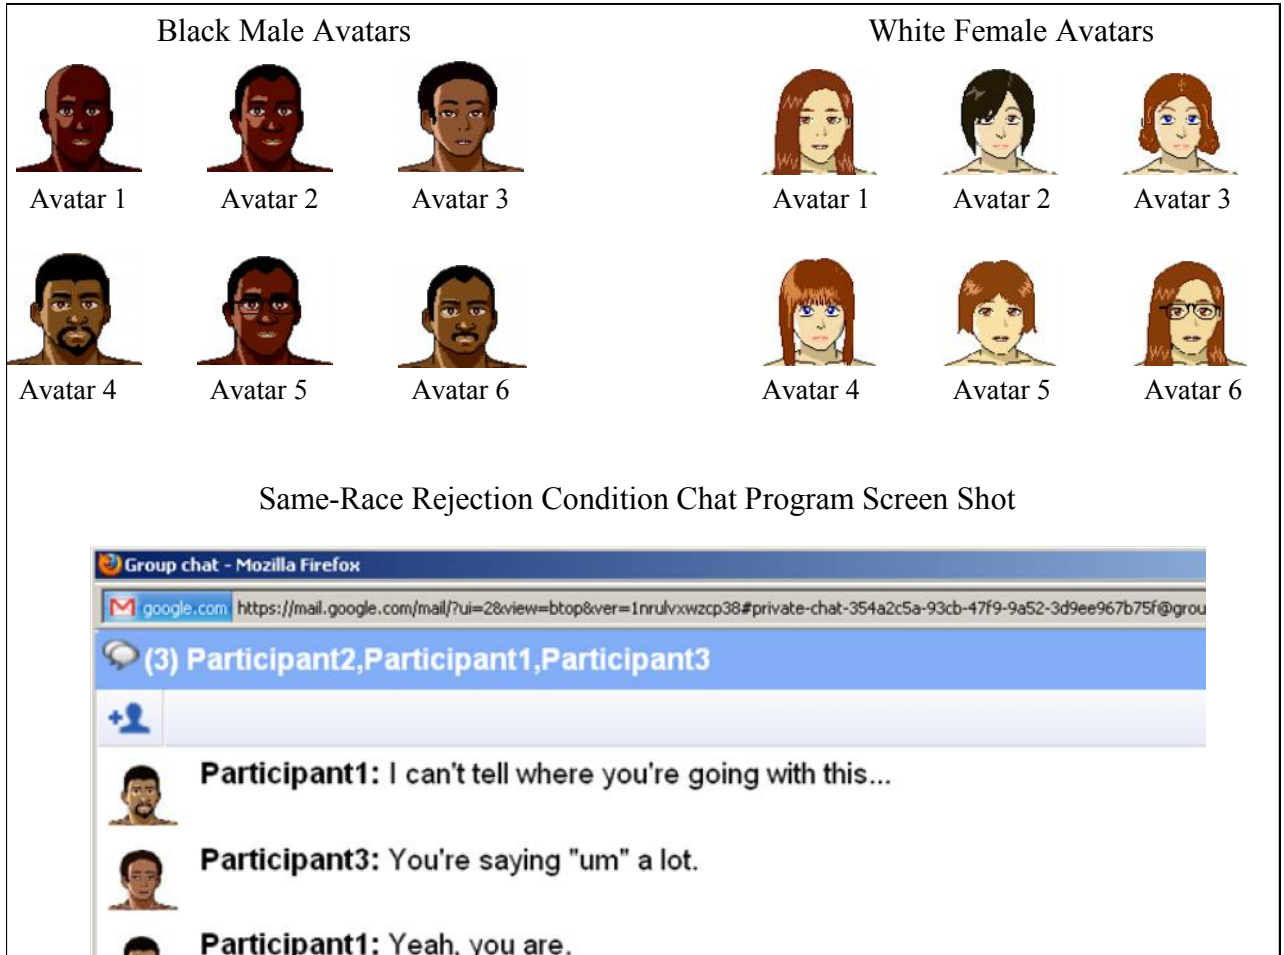 Black Male Avatars
White Female Avatars
Avatar 1
Avatar 2
Avatar 3
Avatar 1
Avatar 2
Avatar 3
Avatar 4
Avatar 5
Avatar 6
Avatar 4
Avatar 5
Avatar 6
Same-Race Rejection Condition Chat Program Screen Shot
Group chat - Mozilla Firefox
google.com https://mail.google.com/mail/?ui=2&view=btop&ver=1nrulvxwzcp38#private-chat-354a2c5a-93cb-47f9-9a52-3d9ee967b75f@grou
(3) Participant2,Participant1,Participant3
Participant1: I can't tell where you're going with this...
Participant3: You're saying "um" a lot.
Participant1: Yeah, you are.